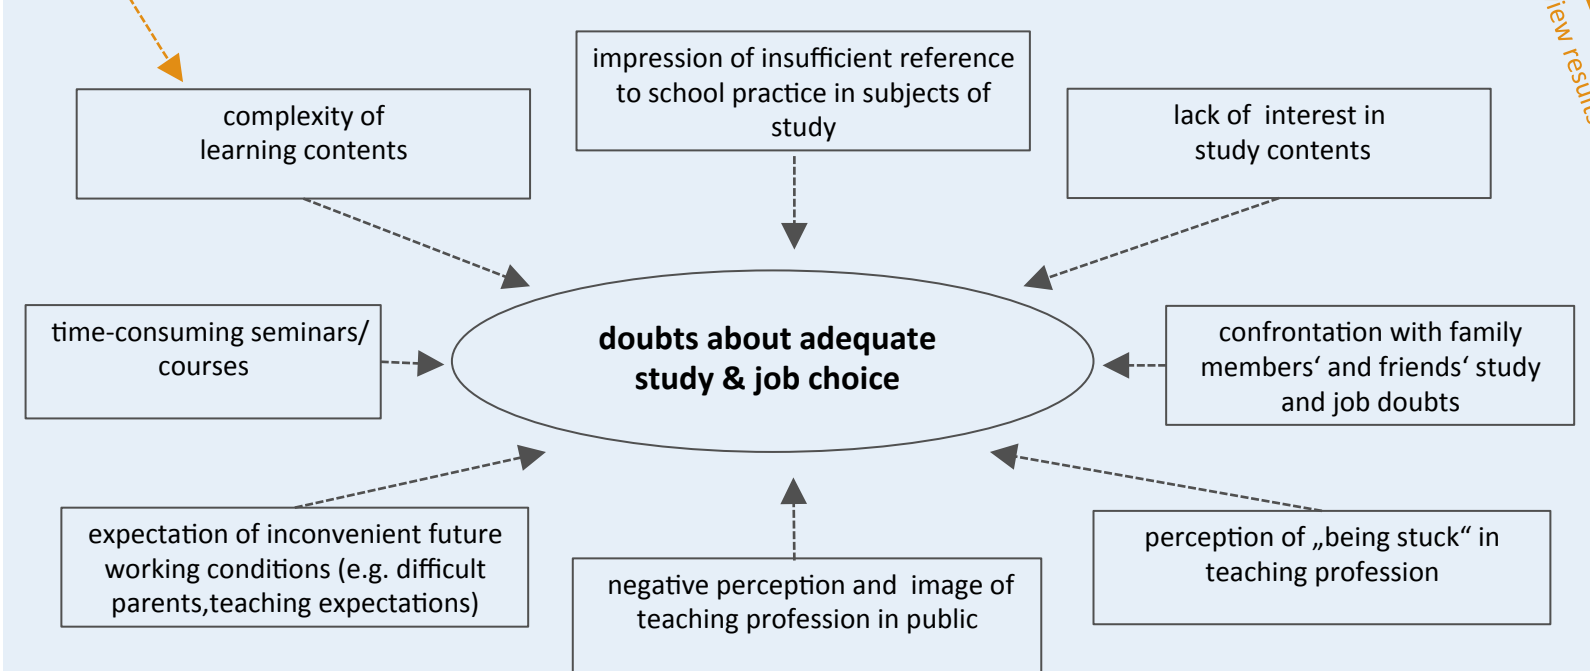 iew results
impression of insufficient reference
to school practice in subjects of
study
complexity of
learning contents
lack of interest in
study contents
time-consuming seminars/
courses
doubts about adequate
study & job choice
confrontation with family
members‘ and friends‘ study
and job doubts
expectation of inconvenient future
working conditions (e.g. difficult
parents,teaching expectations)
negative perception and image of
teaching profession in public
perception of „being stuck“ in
teaching profession